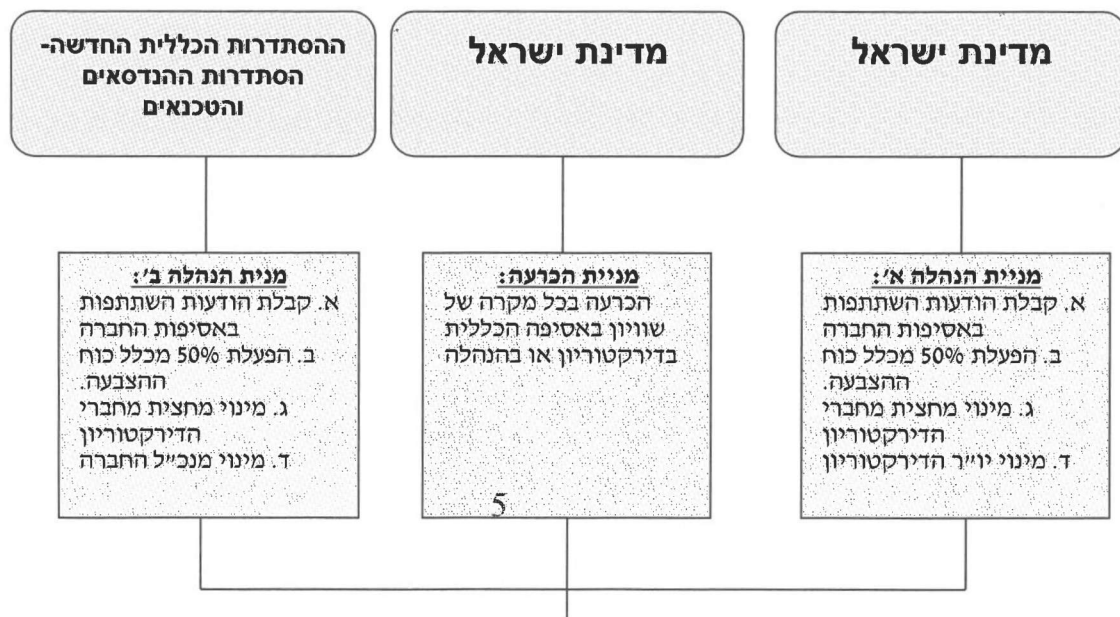 מדינת ישראל
מדינת ישראל
ההסתדרות הכללית החדשה-
הסתדרות ההנדסאים
והטכנאים
מניית הנהלה א׳:
א. קבלת הודעות השתתפות
באסיפות החברה
ב. הפעלת 50% מכלל כוח
ההצבעה.
ג. מינוי מחצית מחברי
הדירקטוריון
ד. מינוי יו״ר הדירקטוריון
מניית הכרעה:
הכרעה בכל מקרה של
שוויון באסיפה הכללית
בדירקטוריון או בהנהלה
5
מנית הנהלה ב׳:
א. קבלת הודעות השתתפות
באסיפות החברה
ב. הפעלת 50% מכלל כוח
ההצבעה.
ג. מינוי מחצית מחברי
הדירקטוריון
ד. מינוי מנכ״ל החברה